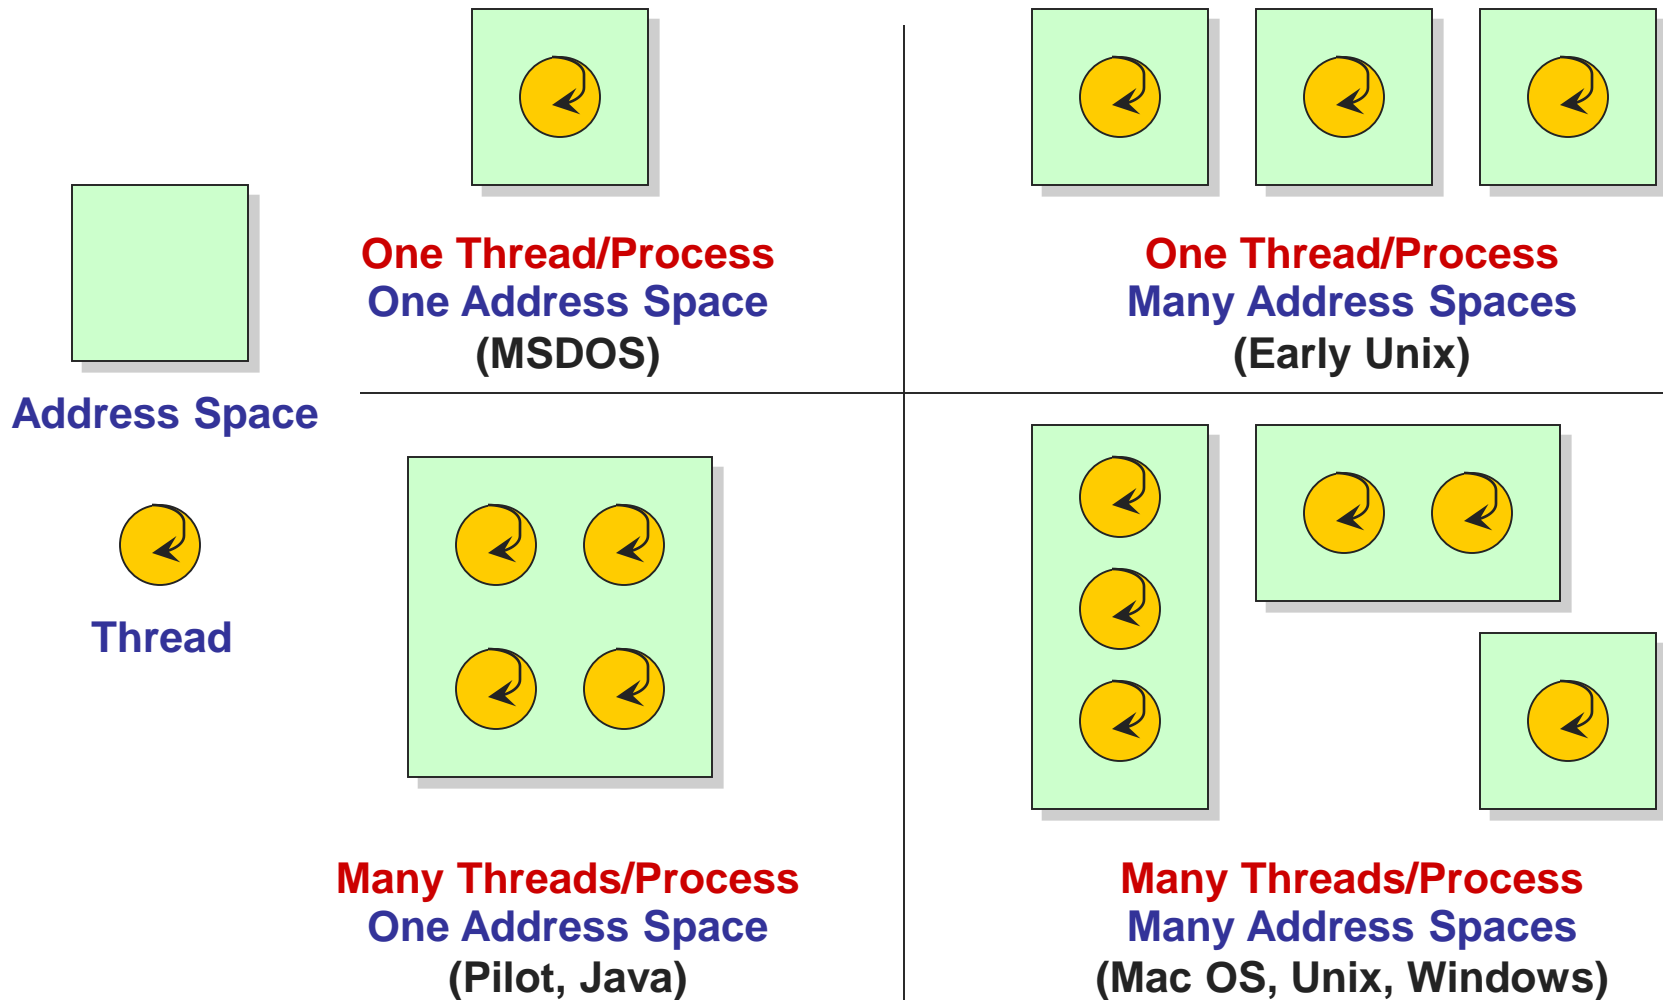 One Thread/Process
One Address Space
(MSDOS)
One Thread/Process
Many Address Spaces
(Early Unix)
Address Space
Thread
Many Threads/Process
One Address Space
(Pilot, Java)
Many Threads/Process
Many Address Spaces
(Mac OS, Unix, Windows)